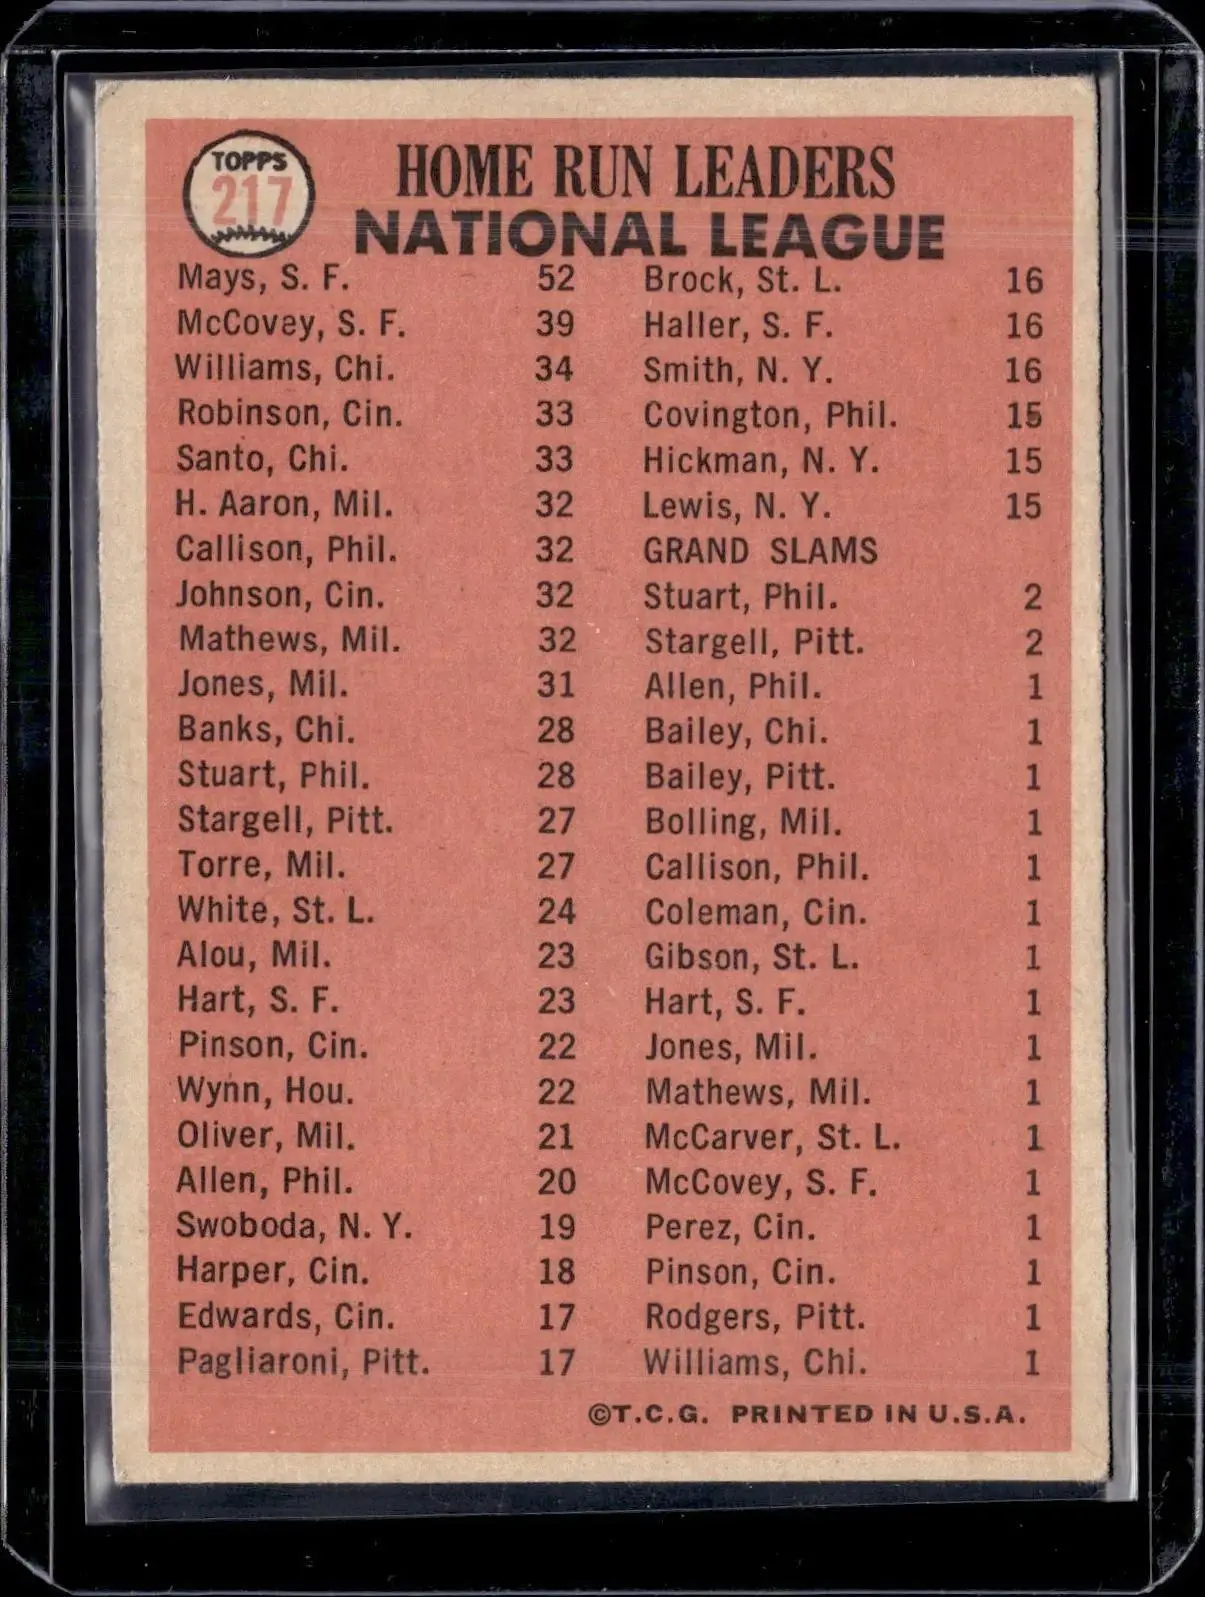 TOPPS
217
HOME RUN LEADERS
NATIONAL LEAGUE
Mays, S. F. 52
McCovey, S. F. 39
Williams, Chi. 34
Robinson, Cin. 33
Santo, Chi. 33
H. Aaron, Mil. 32
Callison, Phil. 32
Johnson, Cin. 32
Mathews, Mil. 32
Jones, Mil. 31
Banks, Chi. 28
Stuart, Phil. 28
Stargell, Pitt. 27
Torre, Mil. 27
White, St. L. 24
Alou, Mil. 23
Hart, S. F. 23
Pinson, Cin. 22
Wynn, Hou. 22
Oliver, Mil. 21
Allen, Phil. 20
Swoboda, N. Y. 19
Harper, Cin. 18
Edwards, Cin. 17
Pagliaroni, Pitt. 17
Brock, St. L. 16
Haller, S. F. 16
Smith, N. Y. 16
Covington, Phil. 15
Hickman, N. Y. 15
Lewis, N. Y. 15
GRAND SLAMS
Stuart, Phil. 2
Stargell, Pitt. 2
Allen, Phil. 1
Bailey, Chi. 1
Bailey, Pitt. 1
Bolling, Mil. 1
Callison, Phil. 1
Coleman, Cin. 1
Gibson, St. L. 1
Hart, S. F. 1
Jones, Mil. 1
Mathews, Mil. 1
McCarver, St. L. 1
McCovey, S. F. 1
Perez, Cin. 1
Pinson, Cin. 1
Rodgers, Pitt. 1
Williams, Chi. 1
©T.C.G. PRINTED IN U.S.A.